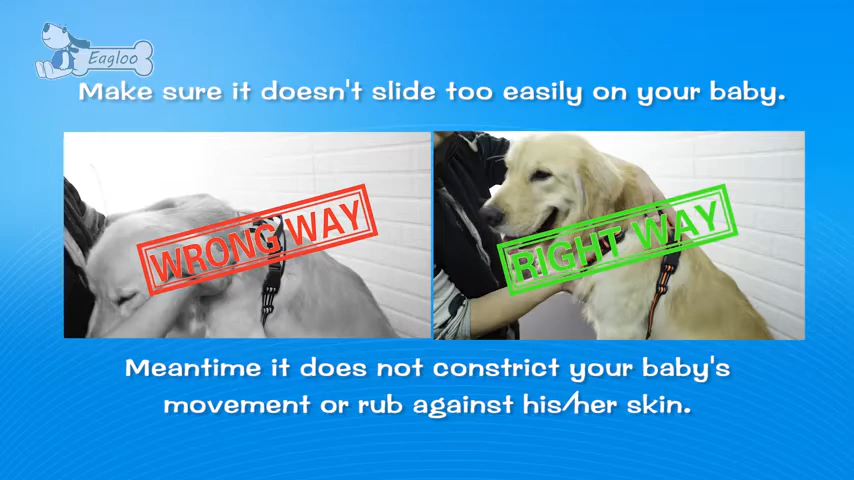 Eagloo
Make sure it doesn't slide too easily on your baby.
WRONG WAY
RIGHT WAY
Meantime it does not constrict your baby's
movement or rub against his/her skin.